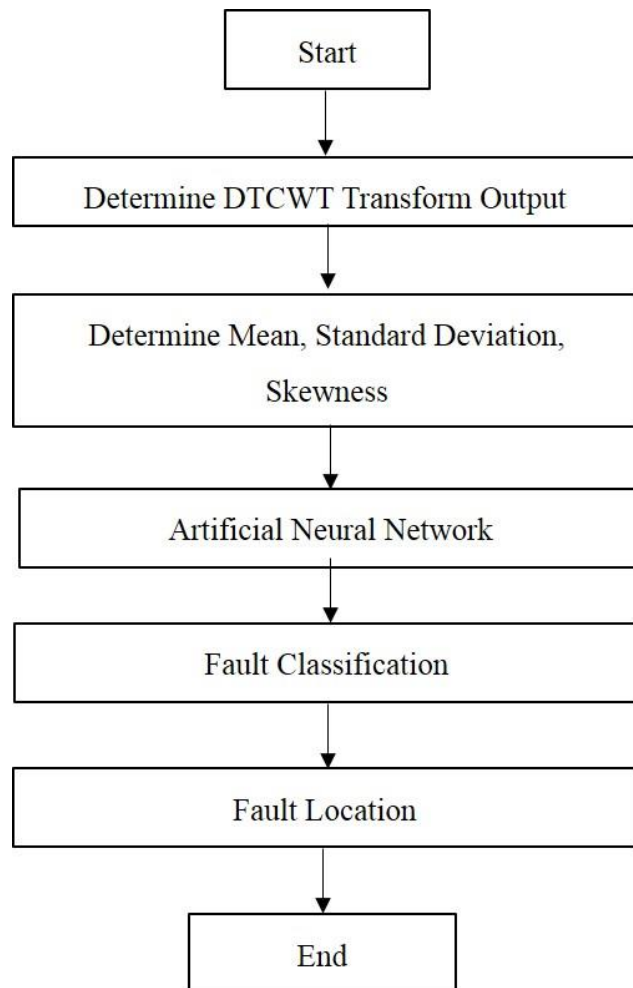 Start
Determine DTCWT Transform Output
Determine Mean, Standard Deviation,
Skewness
Artificial Neural Network
Fault Classification
Fault Location
End